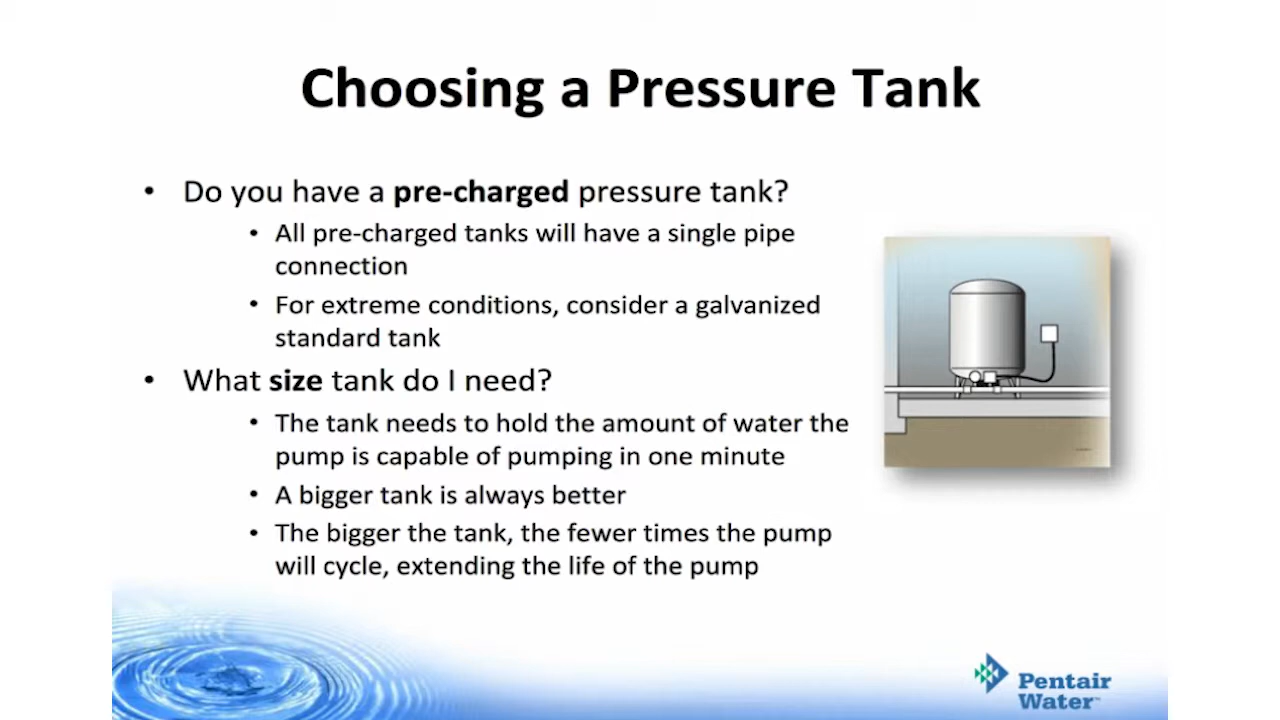 Choosing a Pressure Tank
• Do you have a pre-charged pressure tank?
• All pre-charged tanks will have a single pipe
connection
• For extreme conditions, consider a galvanized
standard tank
• What size tank do I need?
• The tank needs to hold the amount of water the
pump is capable of pumping in one minute
• A bigger tank is always better
• The bigger the tank, the fewer times the pump
will cycle, extending the life of the pump
Pentair
Water™